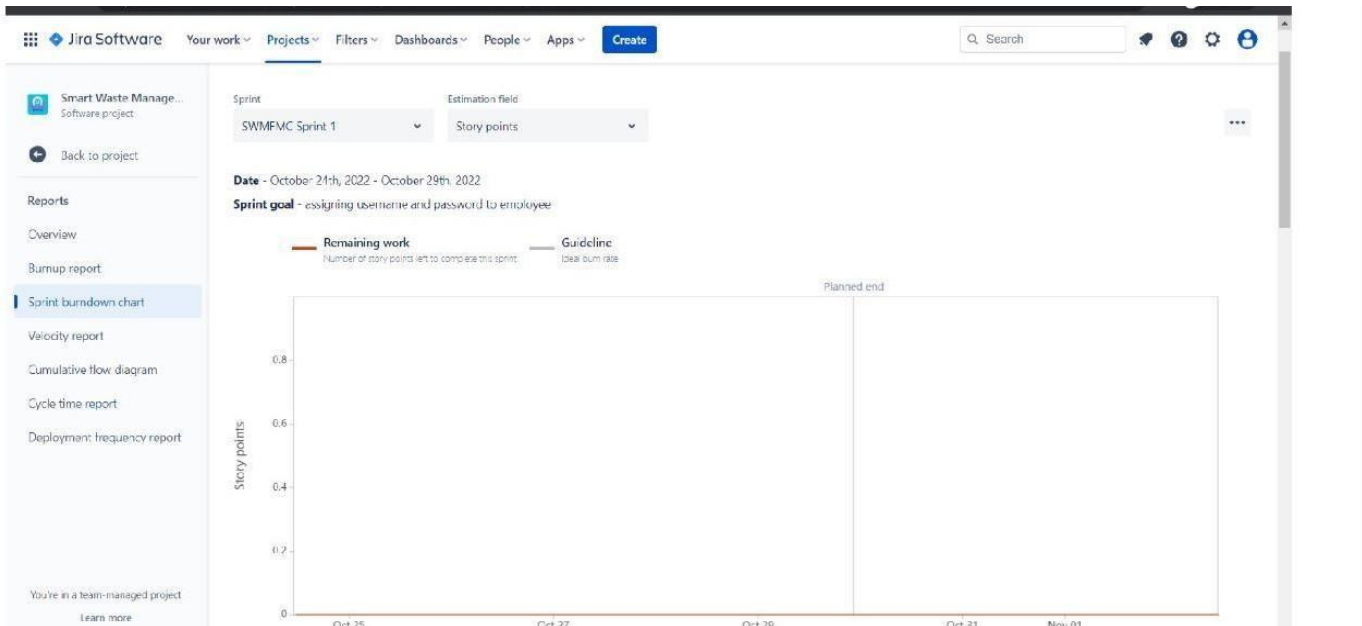 Jira Software Your work Projects Filters Dashboards People Apps Create Search
Smart Waste Manage...
Software project
Back to project
Reports
Overview
Burnup report
Sprint burndown chart
Velocity report
Cumulative flow diagram
Cycle time report
Deployment frequency report
You're in a team-managed project
Learn more
Sprint Estimation field
SWMFMC Sprint 1 Story points
Date - October 24th, 2022 - October 29th, 2022
Sprint goal - assigning username and password to employee
Remaining work Guideline
Number of story points left to complete this sprint Ideal burn rate
Planned end
Story points
0.8
0.6
0.4
0.2
0
Oct 25 Oct 27 Oct 29 Oct 31 Nov 01